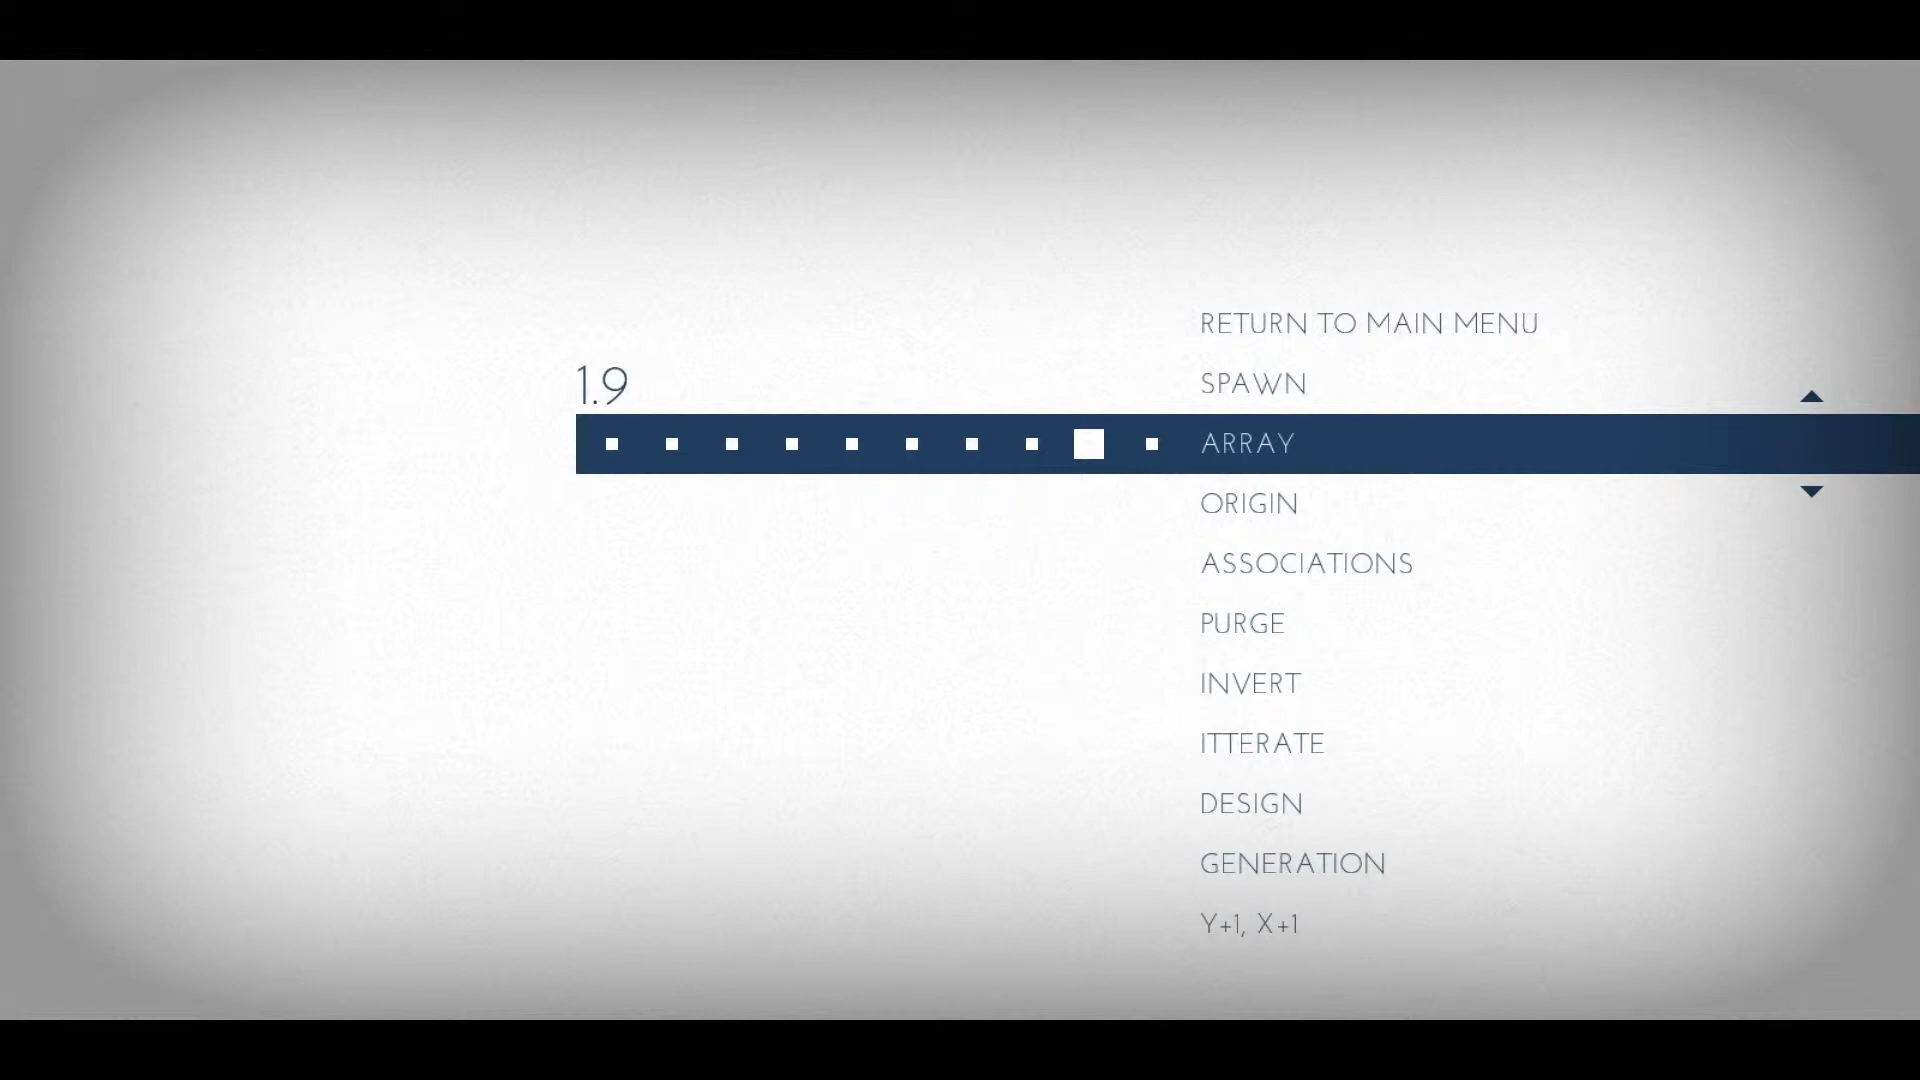 RETURN TO MAIN MENU
SPAWN
1.9
ARRAY
ORIGIN
ASSOCIATIONS
PURGE
INVERT
ITTERATE
DESIGN
GENERATION
Y+1, X+1